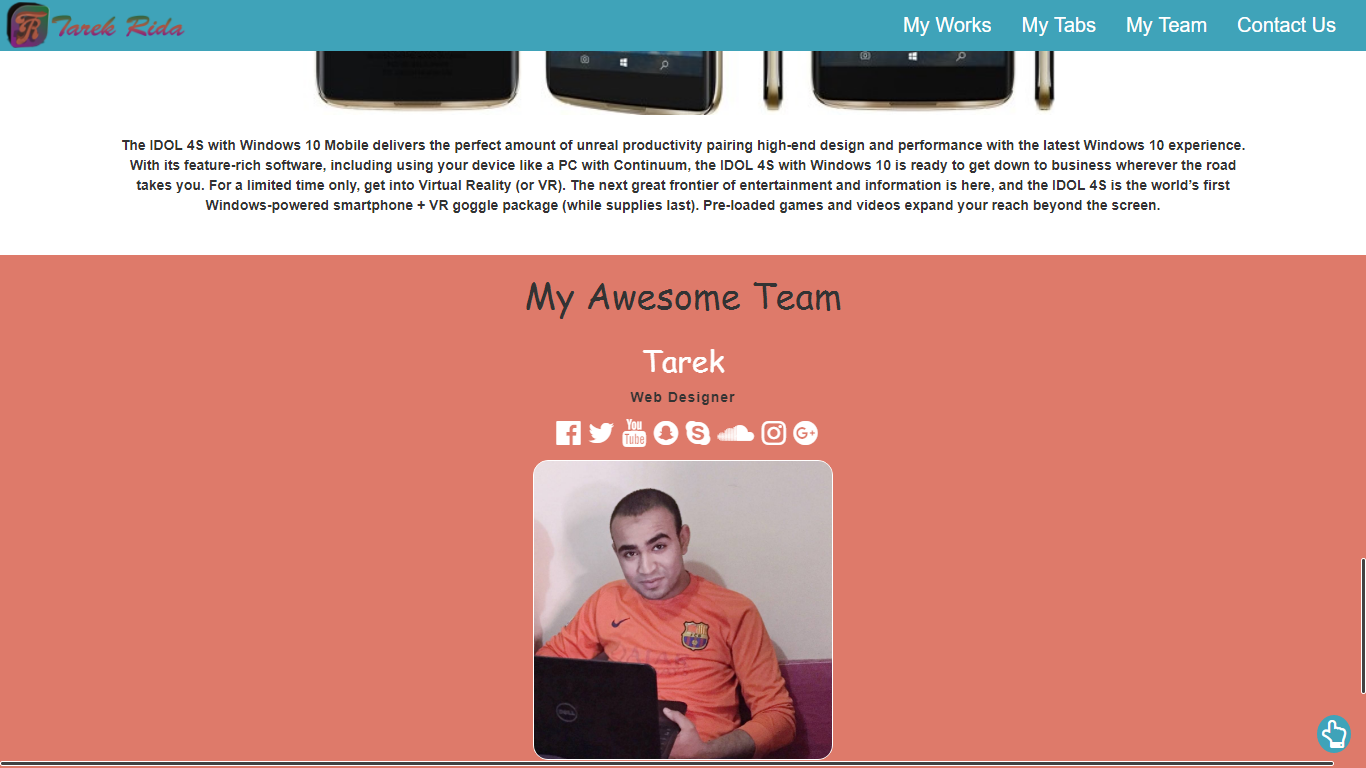 Tarek Rida
My Works
My Tabs
My Team
Contact Us
The IDOL 4S with Windows 10 Mobile delivers the perfect amount of unreal productivity pairing high-end design and performance with the latest Windows 10 experience.
With its feature-rich software, including using your device like a PC with Continuum, the IDOL 4S with Windows 10 is ready to get down to business wherever the road
takes you. For a limited time only, get into Virtual Reality (or VR). The next great frontier of entertainment and information is here, and the IDOL 4S is the world’s first
Windows-powered smartphone + VR goggle package (while supplies last). Pre-loaded games and videos expand your reach beyond the screen.
My Awesome Team
Tarek
Web Designer
You
Tube
G+
DELL